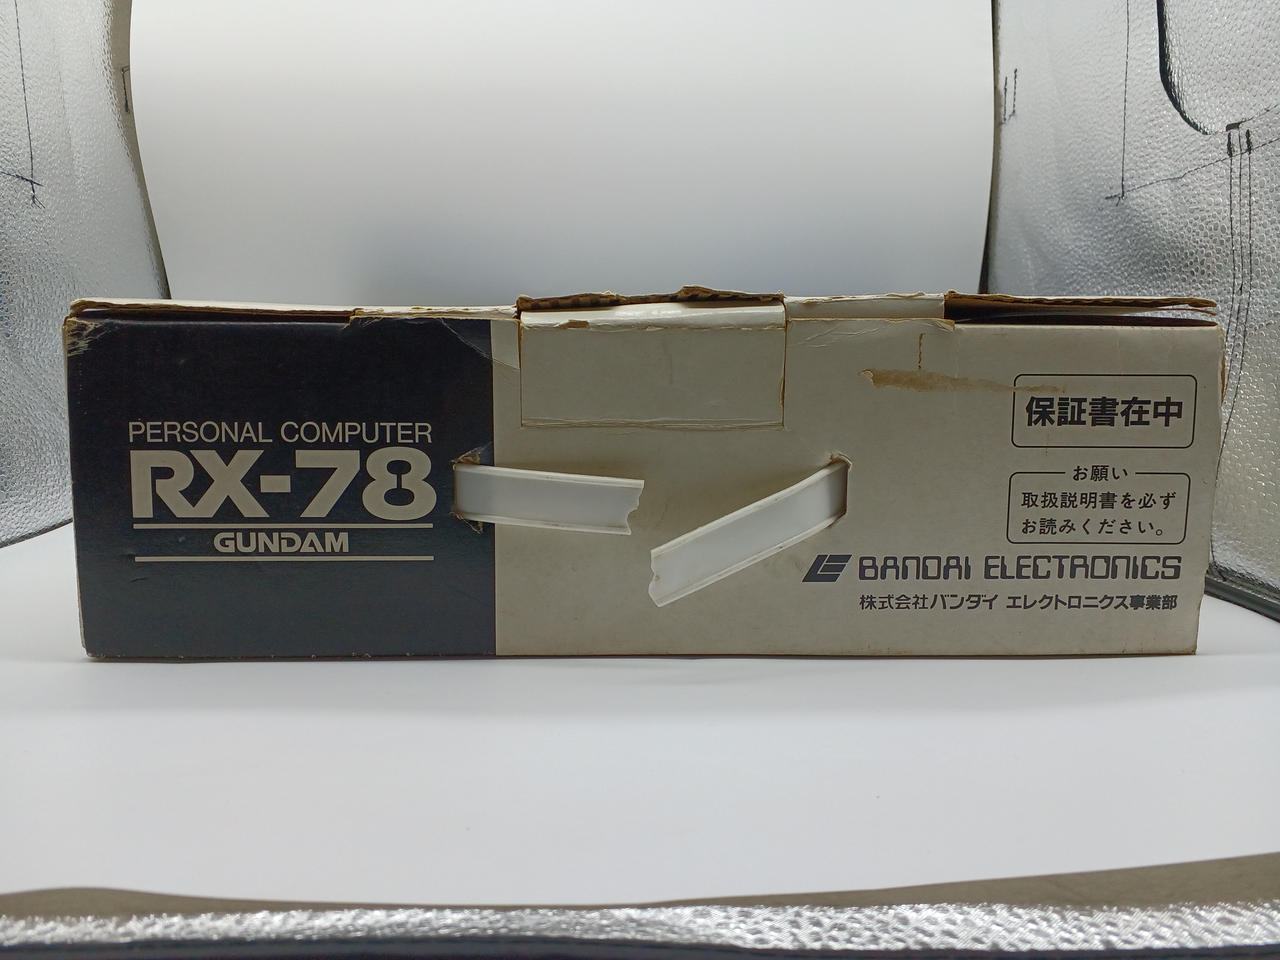 PERSONAL COMPUTER
RX-78
GUNDAM
保証書在中
お願い
取扱説明書を必ず
お読みください。
BANDAI ELECTRONICS
株式会社バンダイ エレクトロニクス事業部